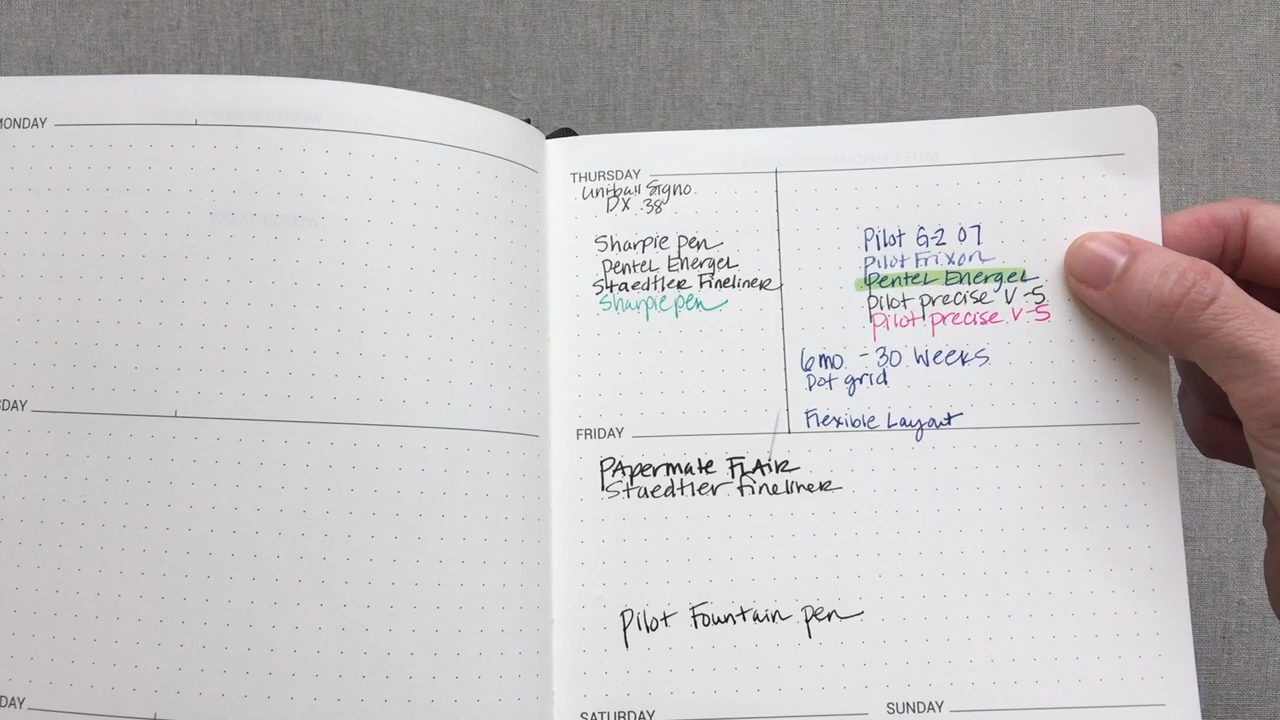 MONDAY
DAY
DAY
THURSDAY
Uniball Signo
DX .38
Sharpie pen
Pentel Energel
Staedtler Fineliner
Sharpie pen
Pilot G-2 07
Pilot Frixon
Pentel Energel
Pilot precise V-5
Pilot precise V-5
6 mo. - 30 weeks
Dot grid
Flexible Layout
FRIDAY
PApermate FLAiR
Staedtler fineliner
Pilot Fountain pen
SATURDAY
SUNDAY